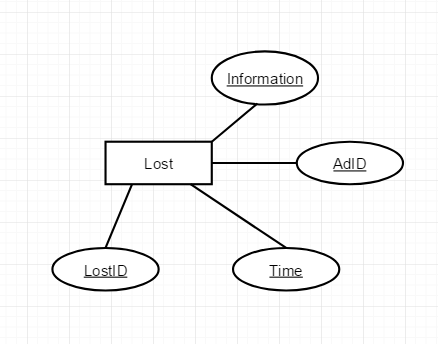 Information
Lost
AdID
LostID
Time